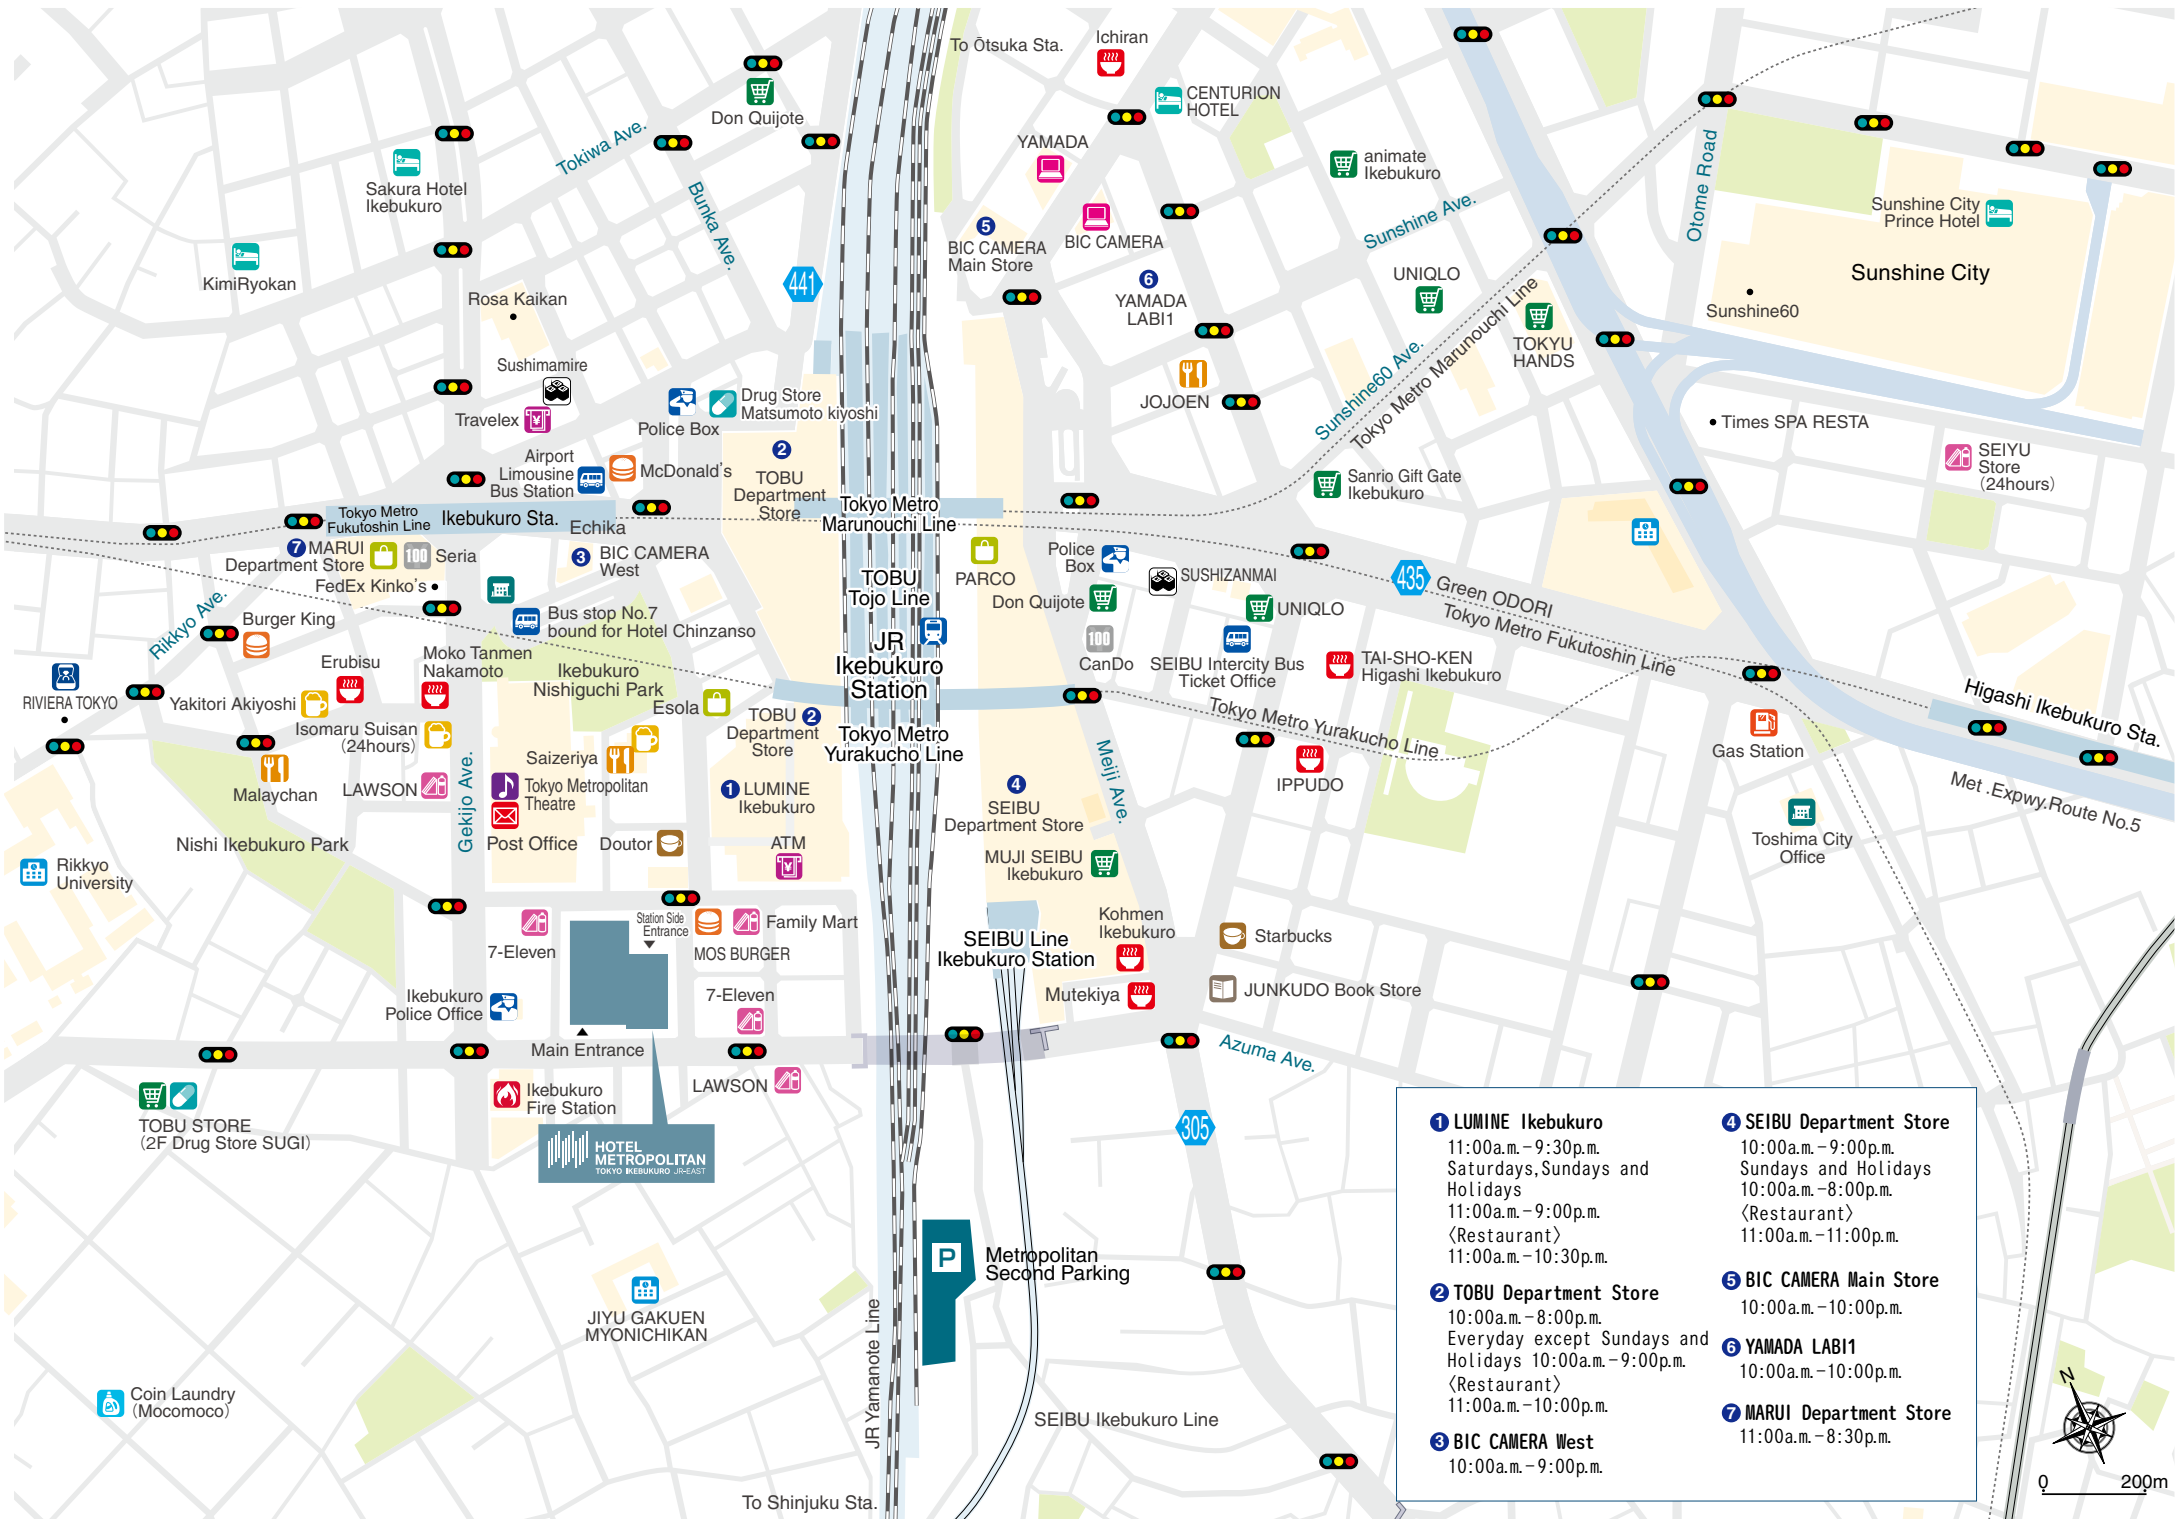 To Ōtsuka Sta.
Ichiran
CENTURION
HOTEL
Don Quijote
Tokiwa Ave.
YAMADA
animate
Ikebukuro
Otome Road
Sakura Hotel
Ikebukuro
Bunka Ave.
Sunshine Ave.
Sunshine City
Prince Hotel
5
BIC CAMERA
Main Store
BIC CAMERA
KimiRyokan
441
Rosa Kaikan
6
YAMADA
LABI1
UNIQLO
Sunshine City
Sunshine60
TOKYU
HANDS
Sunshine60 Ave.
Tokyo Metro Marunouchi Line
Sushimamire
Travelex
Police Box
Drug Store
Matsumoto kiyoshi
JOJOEN
Times SPA RESTA
SEIYU
Store
(24hours)
Airport
Limousine
Bus Station
McDonald's
2
TOBU
Department
Store
Sanrio Gift Gate
Ikebukuro
Tokyo Metro
Fukutoshin Line
Ikebukuro Sta.
Echika
Tokyo Metro
Marunouchi Line
7
MARUI
Department Store
100
Seria
FedEx Kinko's
3
BIC CAMERA
West
TOBU
Tojo Line
PARCO
Police
Box
SUSHIZANMAI
Don Quijote
UNIQLO
435
Green ODORI
Tokyo Metro Fukutoshin Line
Rikkyo Ave.
Burger King
Bus stop No.7
bound for Hotel Chinzanso
JR
Ikebukuro
Station
100
CanDo
SEIBU Intercity Bus
Ticket Office
TAI-SHO-KEN
Higashi Ikebukuro
RIVIERA TOKYO
Erubisu
Moko Tanmen
Nakamoto
Ikebukuro
Nishiguchi Park
Esola
Yakitori Akiyoshi
Isomaru Suisan
(24hours)
TOBU 2
Department
Store
Tokyo Metro
Yurakucho Line
Tokyo Metro Yurakucho Line
Higashi Ikebukuro Sta.
Gas Station
Met .Expwy.Route No.5
Malaychan
LAWSON
Gekijo Ave.
Saizeriya
Tokyo Metropolitan
Theatre
1
LUMINE
Ikebukuro
4
SEIBU
Department Store
Meiji Ave.
IPPUDO
Toshima City
Office
Nishi Ikebukuro Park
Post Office
Doutor
ATM
MUJI SEIBU
Ikebukuro
Rikkyo
University
7-Eleven
Station Side
Entrance
MOS BURGER
Family Mart
SEIBU Line
Ikebukuro Station
Kohmen
Ikebukuro
Starbucks
Ikebukuro
Police Office
7-Eleven
Mutekiya
JUNKUDO Book Store
Main Entrance
Azuma Ave.
TOBU STORE
(2F Drug Store SUGI)
Ikebukuro
Fire Station
LAWSON
305
HOTEL
METROPOLITAN
TOKYO IKEBUKURO JR-EAST
P
Metropolitan
Second Parking
JIYU GAKUEN
MYONICHIKAN
JR Yamanote Line
Coin Laundry
(Mocomoco)
SEIBU Ikebukuro Line
To Shinjuku Sta.
1 LUMINE Ikebukuro
11:00a.m.-9:30p.m.
Saturdays,Sundays and
Holidays
11:00a.m.-9:00p.m.
〈Restaurant〉
11:00a.m.-10:30p.m.
2 TOBU Department Store
10:00a.m.-8:00p.m.
Everyday except Sundays and
Holidays 10:00a.m.-9:00p.m.
〈Restaurant〉
11:00a.m.-10:00p.m.
3 BIC CAMERA West
10:00a.m.-9:00p.m.
4 SEIBU Department Store
10:00a.m.-9:00p.m.
Sundays and Holidays
10:00a.m.-8:00p.m.
〈Restaurant〉
11:00a.m.-11:00p.m.
5 BIC CAMERA Main Store
10:00a.m.-10:00p.m.
6 YAMADA LABI1
10:00a.m.-10:00p.m.
7 MARUI Department Store
11:00a.m.-8:30p.m.
N
0 200m